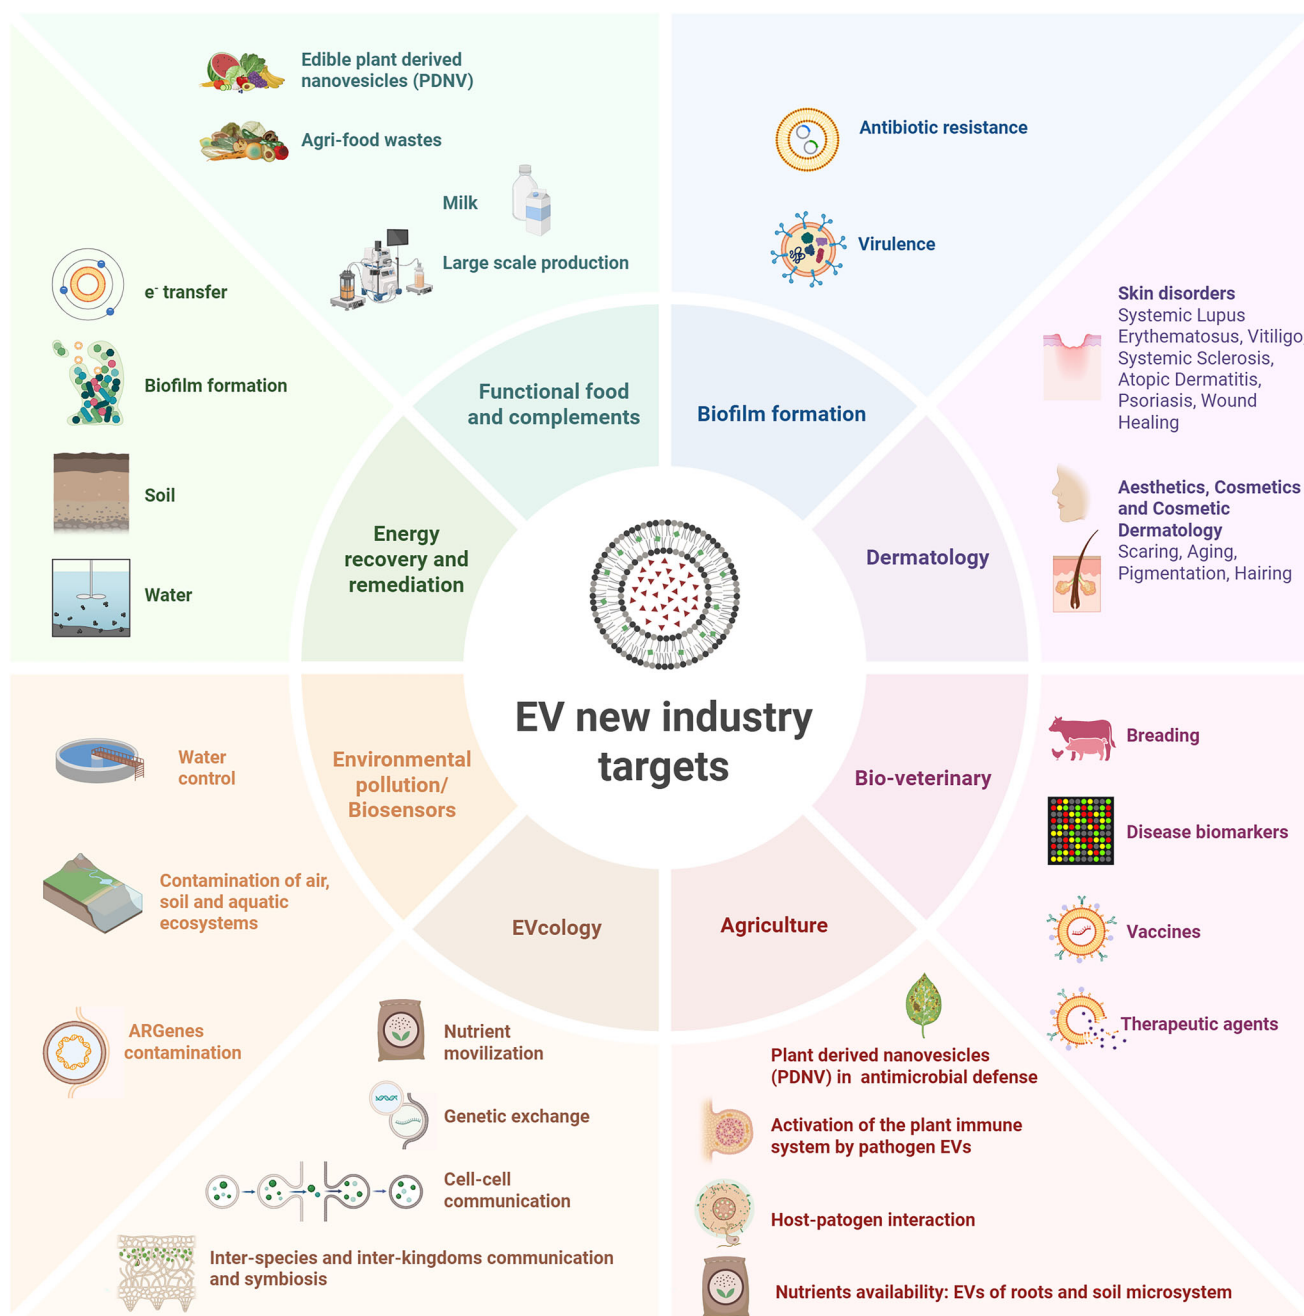 Edible plant derived
nanovesicles (PDNV)
Agri-food wastes
Milk
Large scale production
Functional food
and complements
Antibiotic resistance
Virulence
Biofilm formation
Skin disorders
Systemic Lupus
Erythematosus, Vitiligo,
Systemic Sclerosis,
Atopic Dermatitis,
Psoriasis, Wound
Healing
Aesthetics, Cosmetics
and Cosmetic
Dermatology
Scaring, Aging,
Pigmentation, Hairing
Dermatology
e- transfer
Biofilm formation
Soil
Water
Energy
recovery and
remediation
EV new industry
targets
Water
control
Contamination of air,
soil and aquatic
ecosystems
ARGenes
contamination
Environmental
pollution/
Biosensors
Bio-veterinary
Breading
Disease biomarkers
Vaccines
Therapeutic agents
EVcology
Nutrient
movilization
Genetic exchange
Cell-cell
communication
Inter-species and inter-kingdoms communication
and symbiosis
Agriculture
Plant derived nanovesicles
(PDNV) in antimicrobial defense
Activation of the plant immune
system by pathogen EVs
Host-patogen interaction
Nutrients availability: EVs of roots and soil microsystem